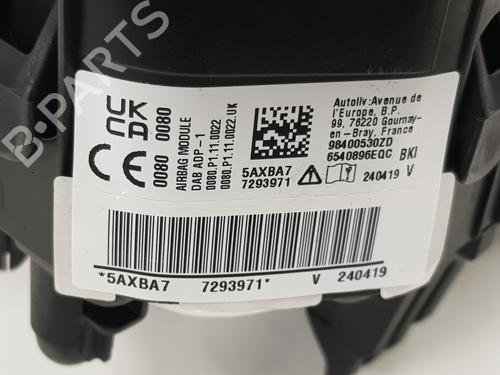 B-PARTS
UK
CA
0080
CE
0080
AIRBAG MODULE
DAB ADP-1
0080.P1.11.0022
0080.P1.11.0022.UK
5AXBA7
7293971
Autoliv:Avenue de
l'Europe, B.P.
99, 76220 Gournay-
en-Bray, France
98400530ZD
6540896EQC BKI
240419 V
*5AXBA7 7293971* V 240419